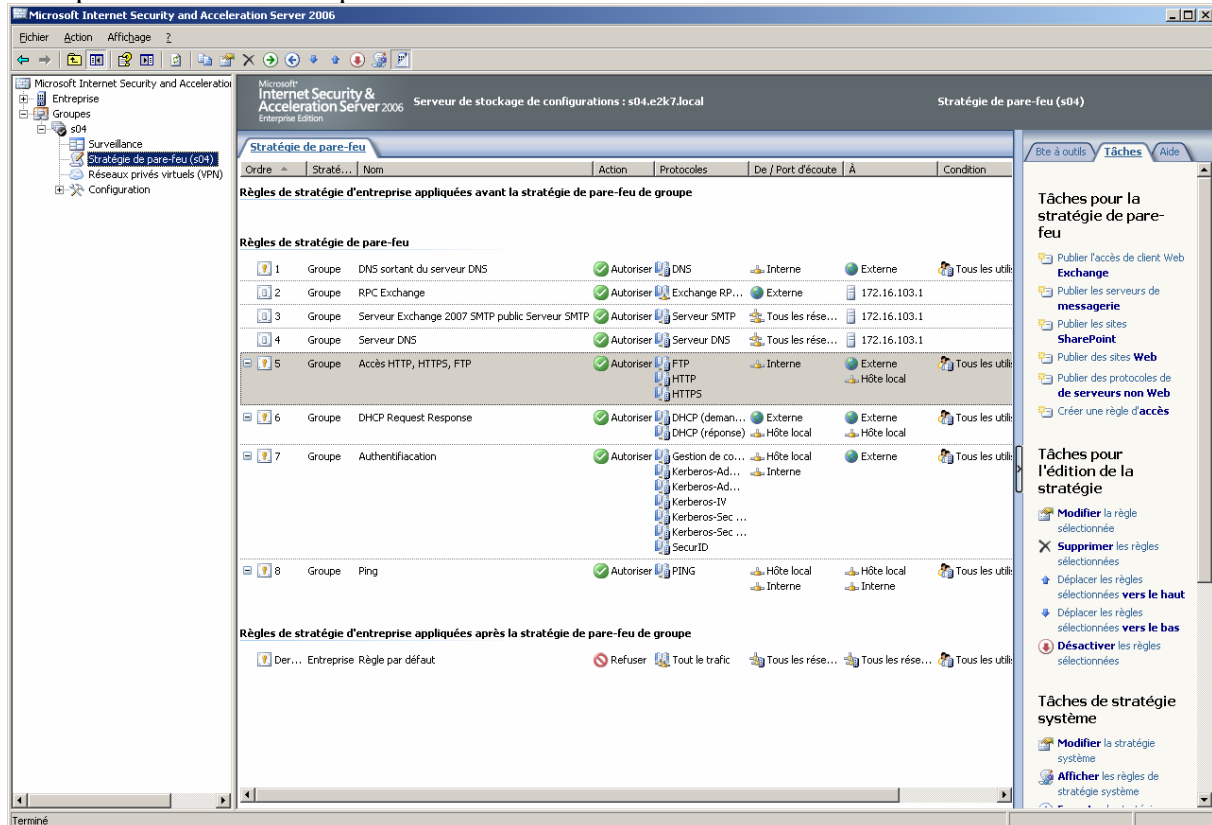 Microsoft Internet Security and Acceleration Server 2006
Fichier Action Affichage ?
Microsoft Internet Security and Acceleration
Entreprise
Groupes
s04
Surveillance
Stratégie de pare-feu (s04)
Réseaux privés virtuels (VPN)
Configuration
Microsoft
Internet Security &
Acceleration Server 2006
Enterprise Edition
Serveur de stockage de configurations : s04.e2k7.local
Stratégie de pare-feu (s04)
Stratégie de pare-feu
Ordre Straté... Nom Action Protocoles De / Port d'écoute À Condition
Règles de stratégie d'entreprise appliquées avant la stratégie de pare-feu de groupe
Règles de stratégie de pare-feu
1 Groupe DNS sortant du serveur DNS Autoriser DNS Interne Externe Tous les utili
2 Groupe RPC Exchange Autoriser Exchange RP... Externe 172.16.103.1
3 Groupe Serveur Exchange 2007 SMTP public Serveur SMTP Autoriser Serveur SMTP Tous les rése... 172.16.103.1
4 Groupe Serveur DNS Autoriser Serveur DNS Tous les rése... 172.16.103.1
5 Groupe Accès HTTP, HTTPS, FTP Autoriser FTP Interne Externe Tous les utili
HTTP Hôte local
HTTPS
6 Groupe DHCP Request Response Autoriser DHCP (deman... Externe Externe Tous les utili
DHCP (réponse) Hôte local Hôte local
7 Groupe Authentifiacation Autoriser Gestion de co... Hôte local Externe Tous les utili
Kerberos-Ad... Interne
Kerberos-Ad...
Kerberos-IV
Kerberos-Sec ...
Kerberos-Sec ...
SecurID
8 Groupe Ping Autoriser PING Hôte local Hôte local Tous les utili
Interne Interne
Règles de stratégie d'entreprise appliquées après la stratégie de pare-feu de groupe
Der... Entreprise Règle par défaut Refuser Tout le trafic Tous les rése... Tous les rése... Tous les utili
Bte à outils Tâches Aide
Tâches pour la
stratégie de pare-
feu
Publier l'accès de client Web
Exchange
Publier les serveurs de
messagerie
Publier les sites
SharePoint
Publier des sites Web
Publier des protocoles de
de serveurs non Web
Créer une règle d'accès
Tâches pour
l'édition de la
stratégie
Modifier la règle
sélectionnée
Supprimer les règles
sélectionnées
Déplacer les règles
sélectionnées vers le haut
Déplacer les règles
sélectionnées vers le bas
Désactiver les règles
sélectionnées
Tâches de stratégie
système
Modifier la stratégie
système
Afficher les règles de
stratégie système
Terminé